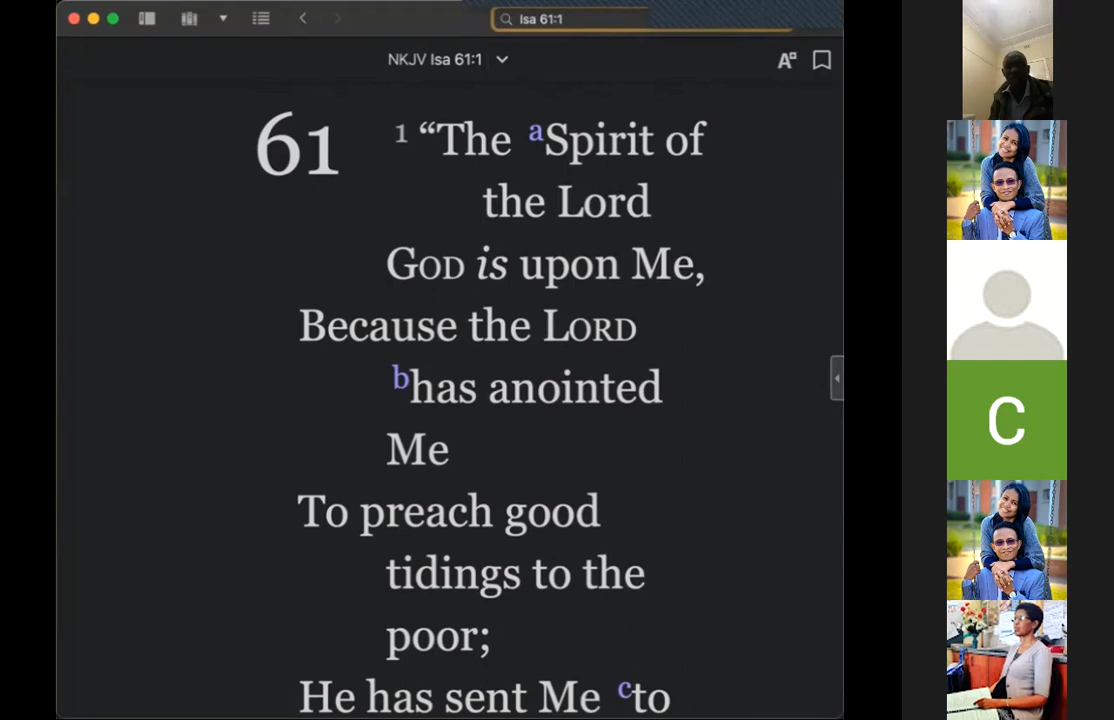 Isa 61:1
NKJV Isa 61:1
A
61 1 “The aSpirit of
the Lord
GOD is upon Me,
Because the LORD
bhas anointed
Me
To preach good
tidings to the
poor;
He has sent Me cto
C